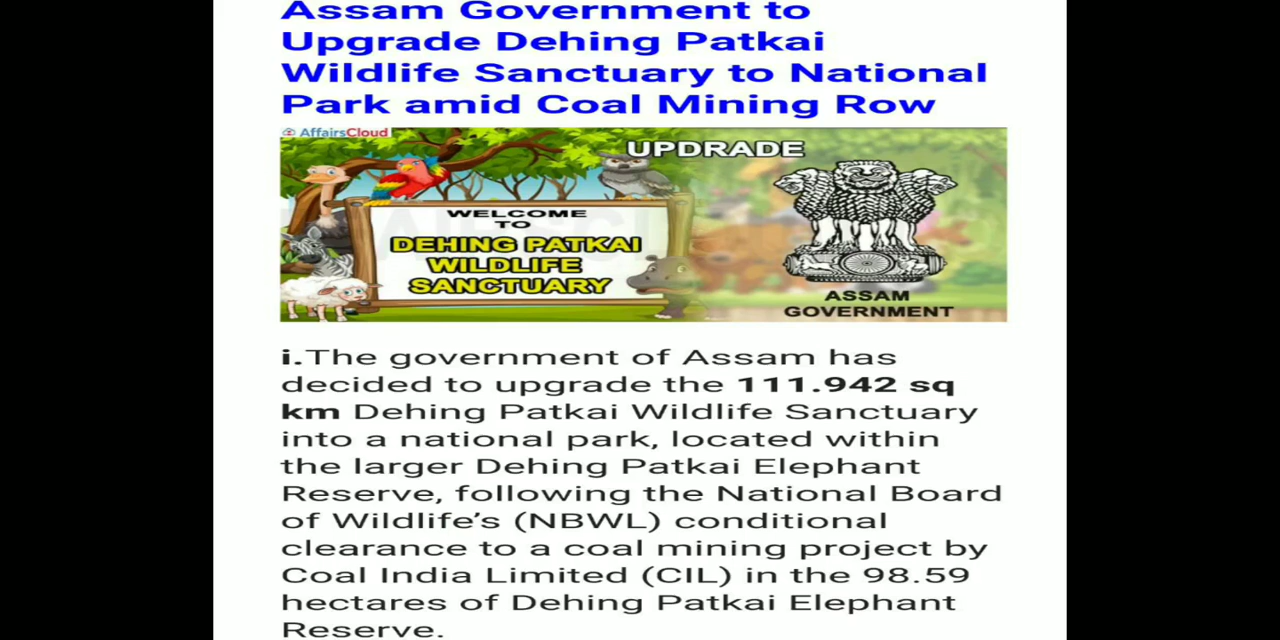 Assam Government to
Upgrade Dehing Patkai
Wildlife Sanctuary to National
Park amid Coal Mining Row
AffairsCloud
UPDRADE
WELCOME
TO
DEHING PATKAI
WILDLIFE
SANCTUARY
ASSAM
GOVERNMENT
i.The government of Assam has
decided to upgrade the 111.942 sq
km Dehing Patkai Wildlife Sanctuary
into a national park, located within
the larger Dehing Patkai Elephant
Reserve, following the National Board
of Wildlife’s (NBWL) conditional
clearance to a coal mining project by
Coal India Limited (CIL) in the 98.59
hectares of Dehing Patkai Elephant
Reserve.